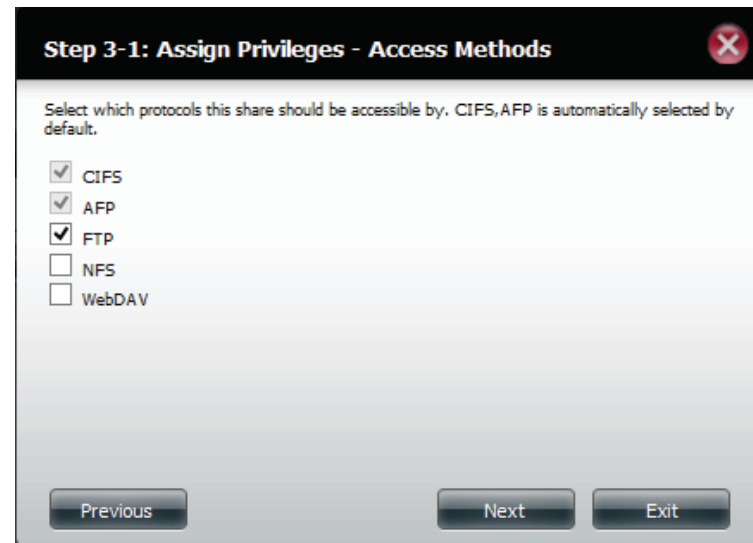 Step 3-1: Assign Privileges - Access Methods
Select which protocols this share should be accessible by. CIFS,AFP is automatically selected by
default.
CIFS
AFP
FTP
NFS
WebDAV
Previous
Next
Exit